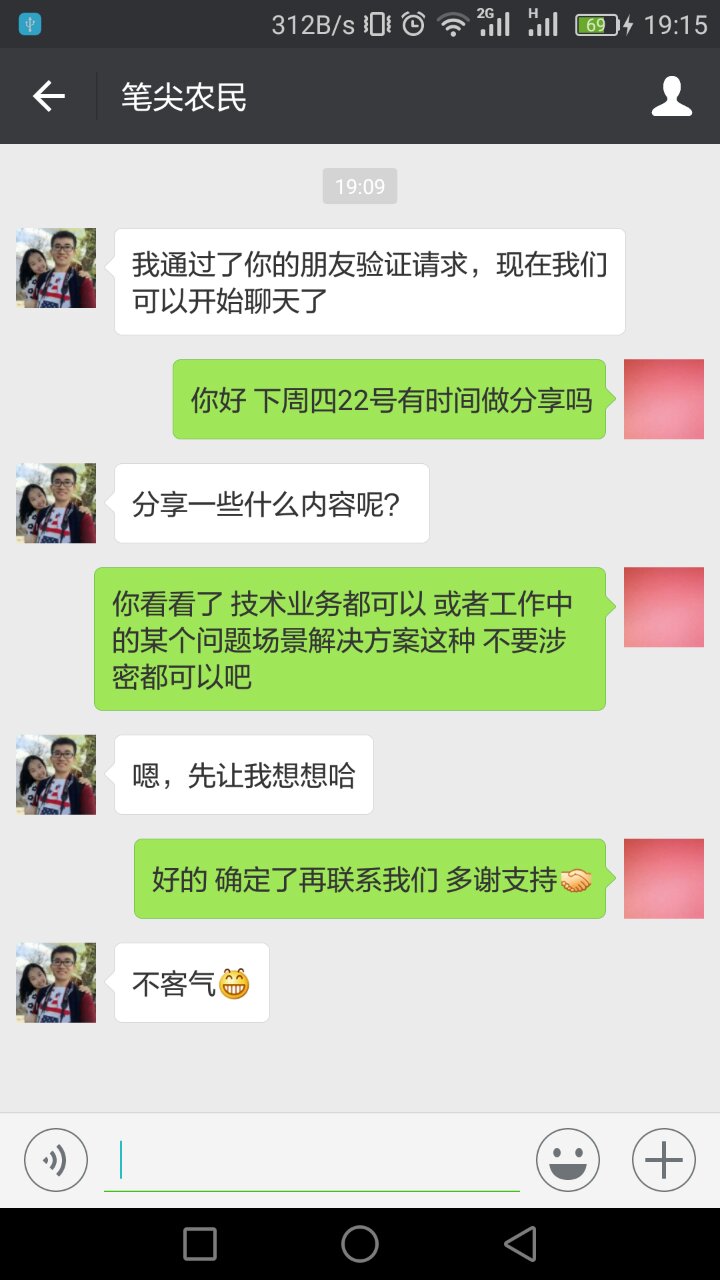 312B/s 2G H 69 19:15
笔尖农民
19:09
我通过了你的朋友验证请求，现在我们
可以开始聊天了
你好 下周四22号有时间做分享吗
分享一些什么内容呢？
你看看了 技术业务都可以 或者工作中
的某个问题场景解决方案这种 不要涉
密都可以吧
嗯，先让我想想哈
好的 确定了再联系我们 多谢支持🤝
不客气😁